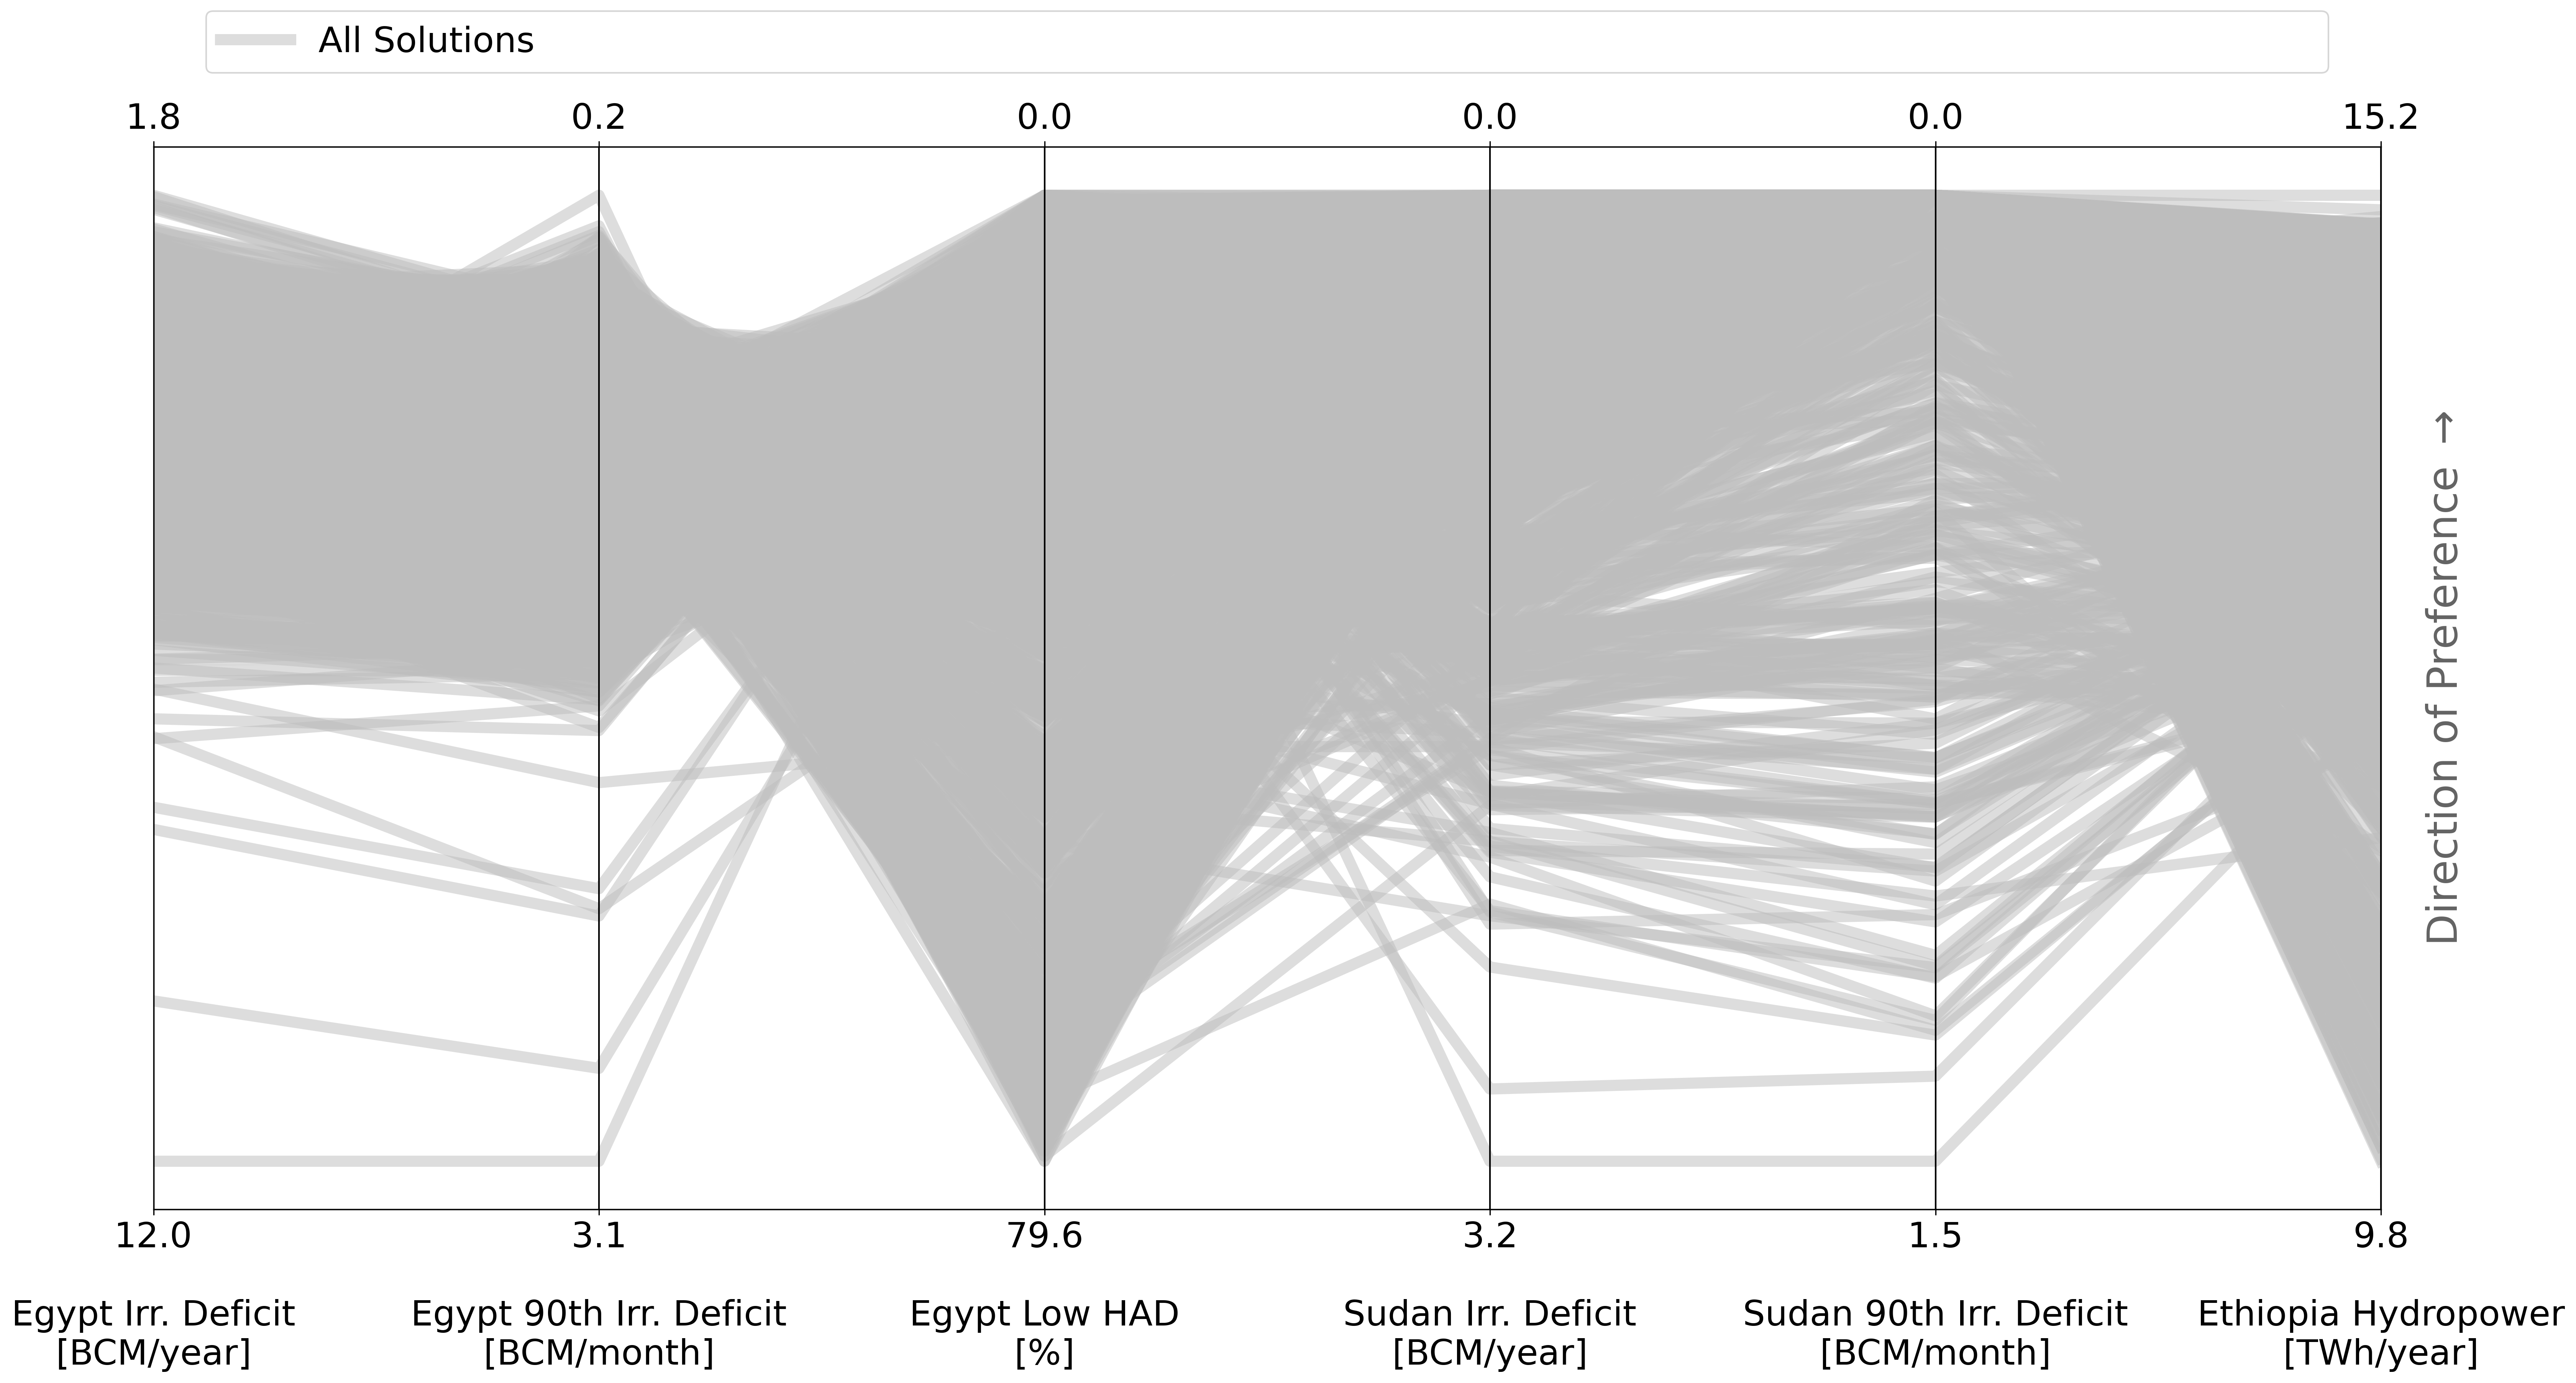 All Solutions
1.8 0.2 0.0 0.0 0.0 15.2
Direction of Preference →
12.0 3.1 79.6 3.2 1.5 9.8
Egypt Irr. Deficit Egypt 90th Irr. Deficit Egypt Low HAD Sudan Irr. Deficit Sudan 90th Irr. Deficit Ethiopia Hydropower
[BCM/year] [BCM/month] [%] [BCM/year] [BCM/month] [TWh/year]